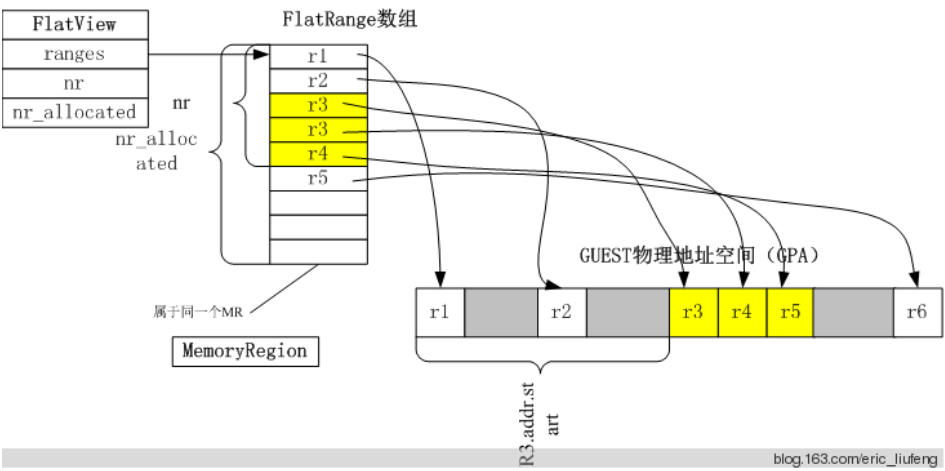 FlatView
ranges
nr
nr_allocated
FlatRange数组
r1
r2
r3
r3
r4
r5
nr
nr_alloc
ated
属于同一个MR
MemoryRegion
GUEST物理地址空间（GPA）
r1
r2
r3
r4
r5
r6
R3.addr.st
art
blog.163.com/eric_liufeng